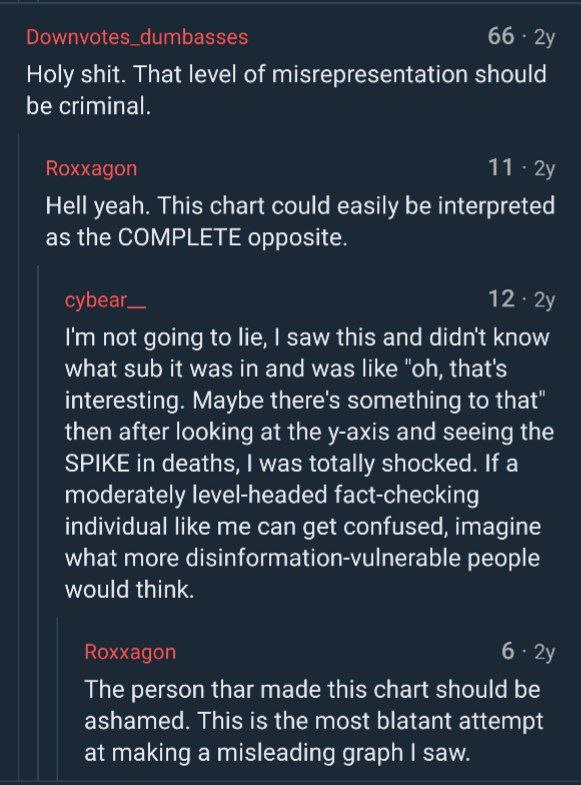 Downvotes_dumbasses 66 · 2y
Holy shit. That level of misrepresentation should
be criminal.
Roxxagon 11 · 2y
Hell yeah. This chart could easily be interpreted
as the COMPLETE opposite.
cybear__ 12 · 2y
I'm not going to lie, I saw this and didn't know
what sub it was in and was like "oh, that's
interesting. Maybe there's something to that"
then after looking at the y-axis and seeing the
SPIKE in deaths, I was totally shocked. If a
moderately level-headed fact-checking
individual like me can get confused, imagine
what more disinformation-vulnerable people
would think.
Roxxagon 6 · 2y
The person thar made this chart should be
ashamed. This is the most blatant attempt
at making a misleading graph I saw.